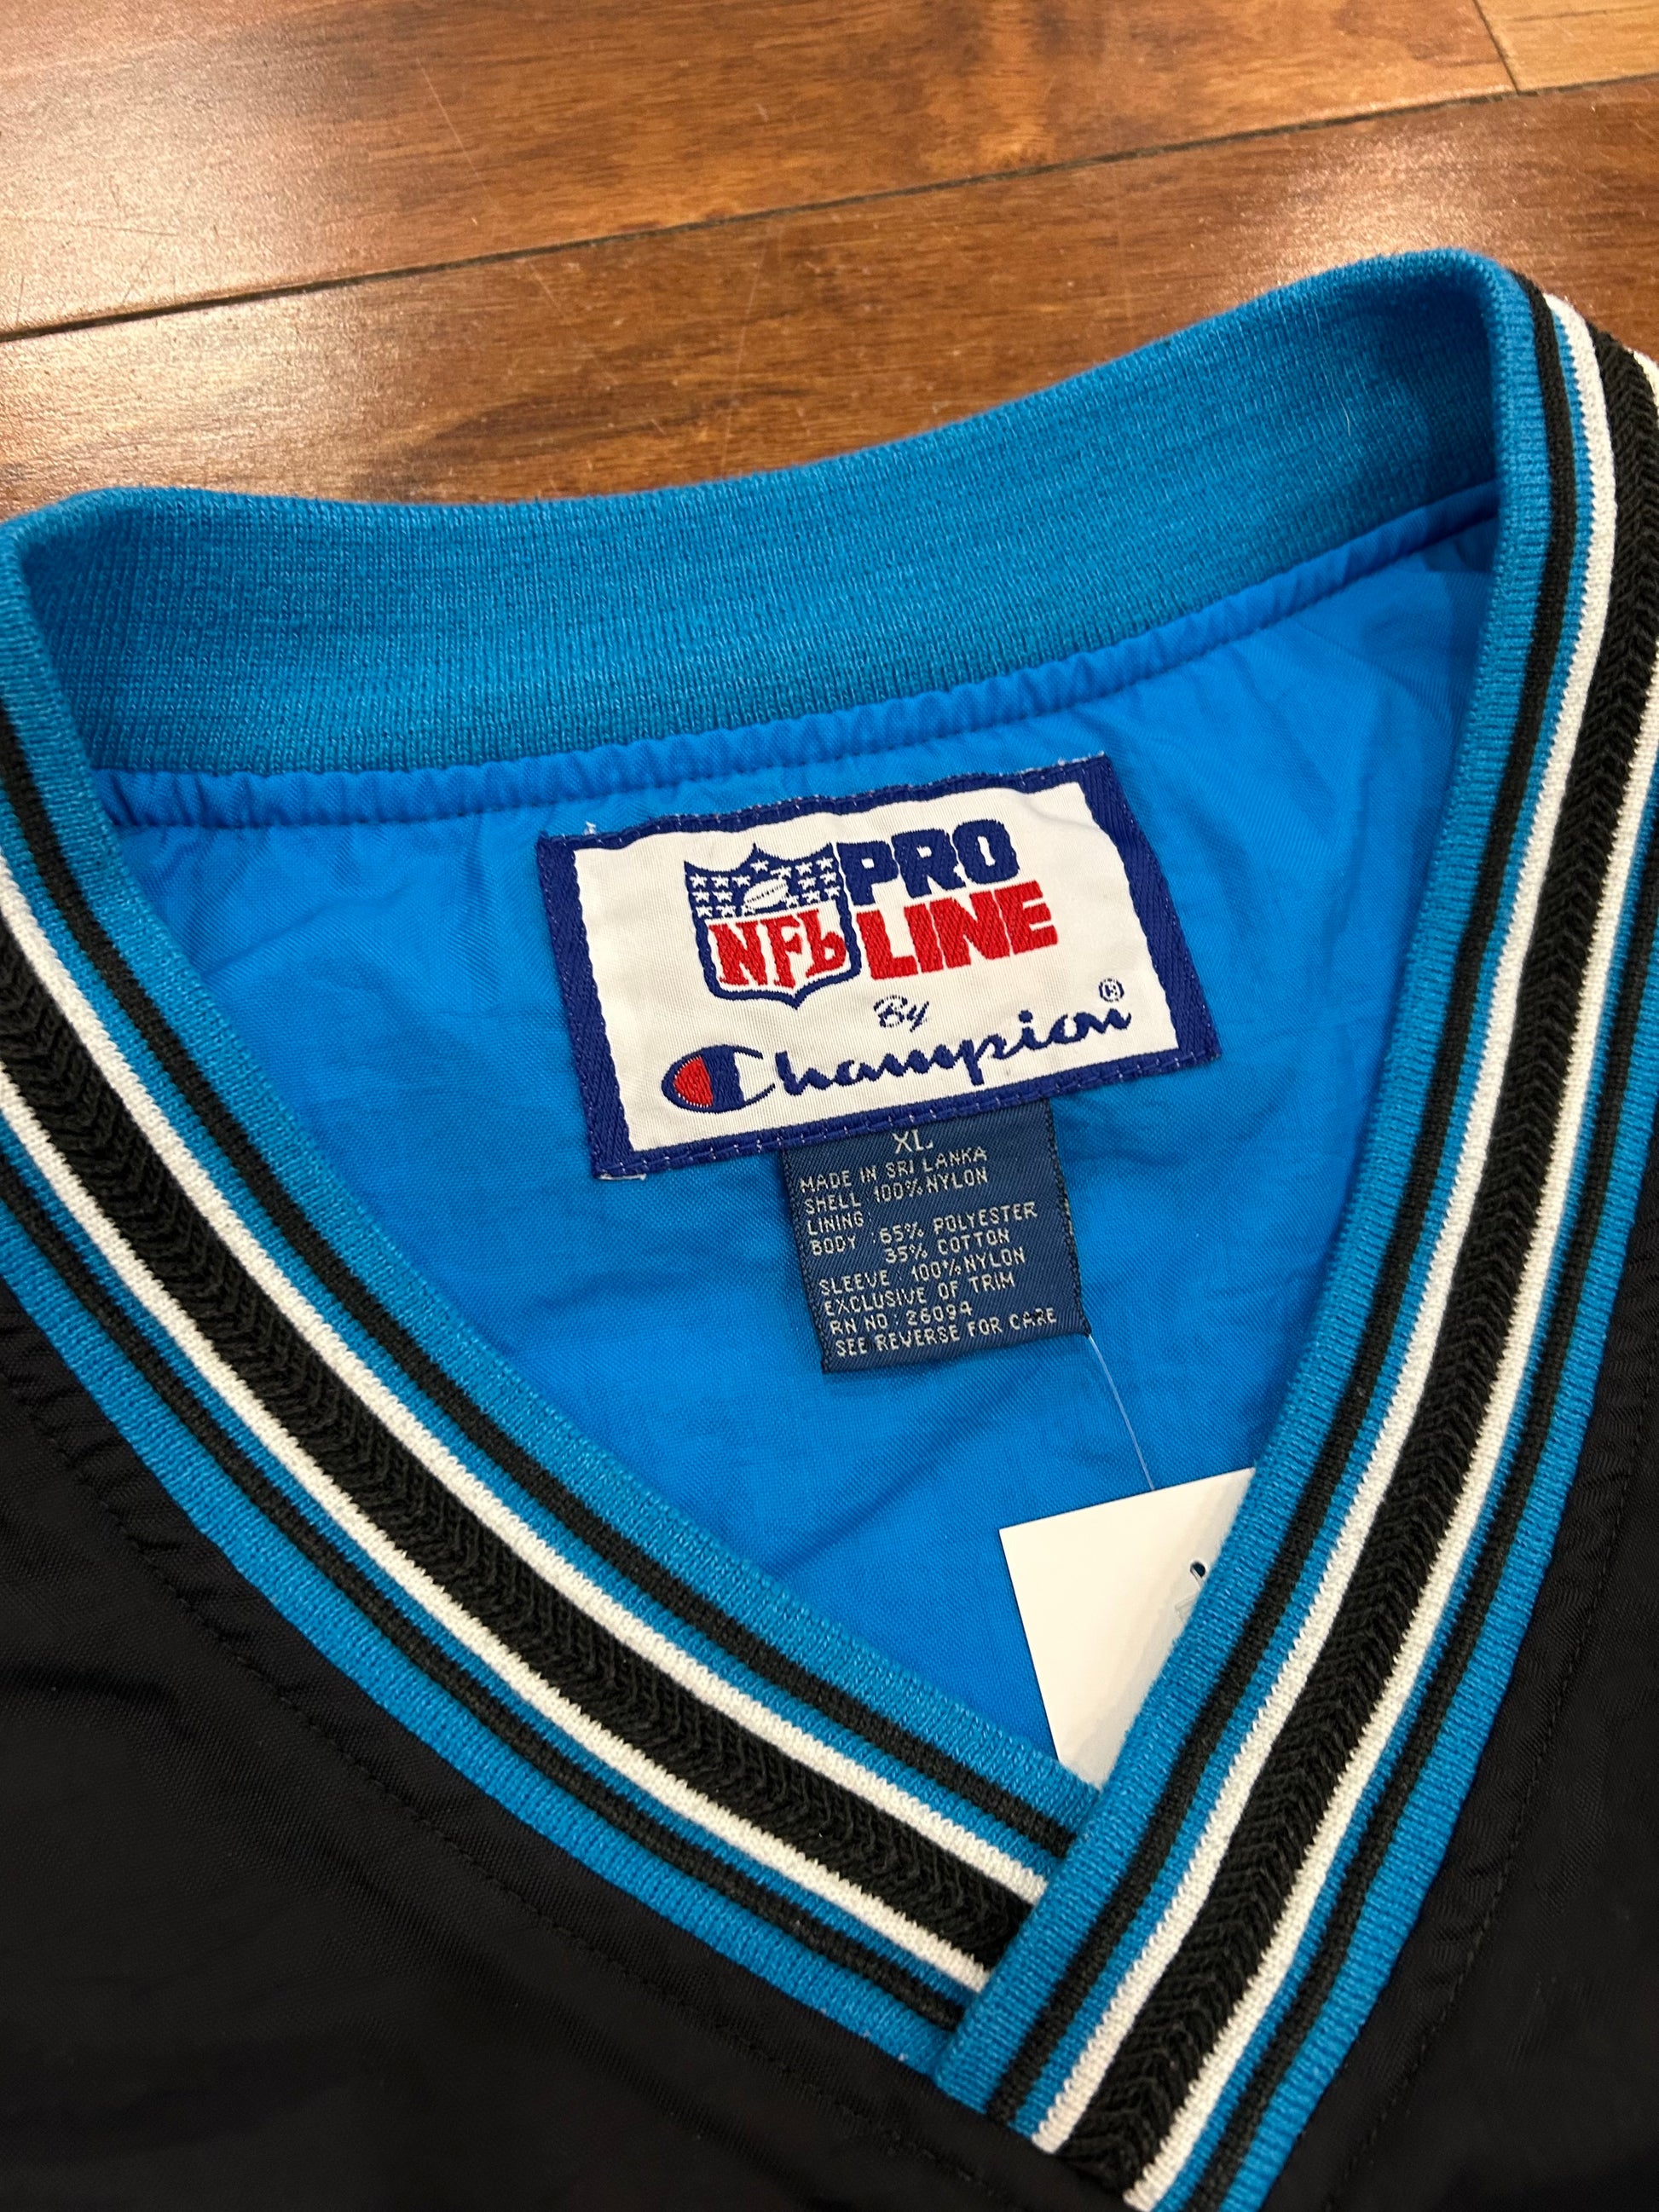 PRO
NFL LINE
By
Champion®
XL
MADE IN SRI LANKA
SHELL 100% NYLON
LINING:
BODY :65% POLYESTER
35% COTTON
SLEEVE : 100% NYLON
EXCLUSIVE OF TRIM
RN NO : 26094
SEE REVERSE FOR CARE